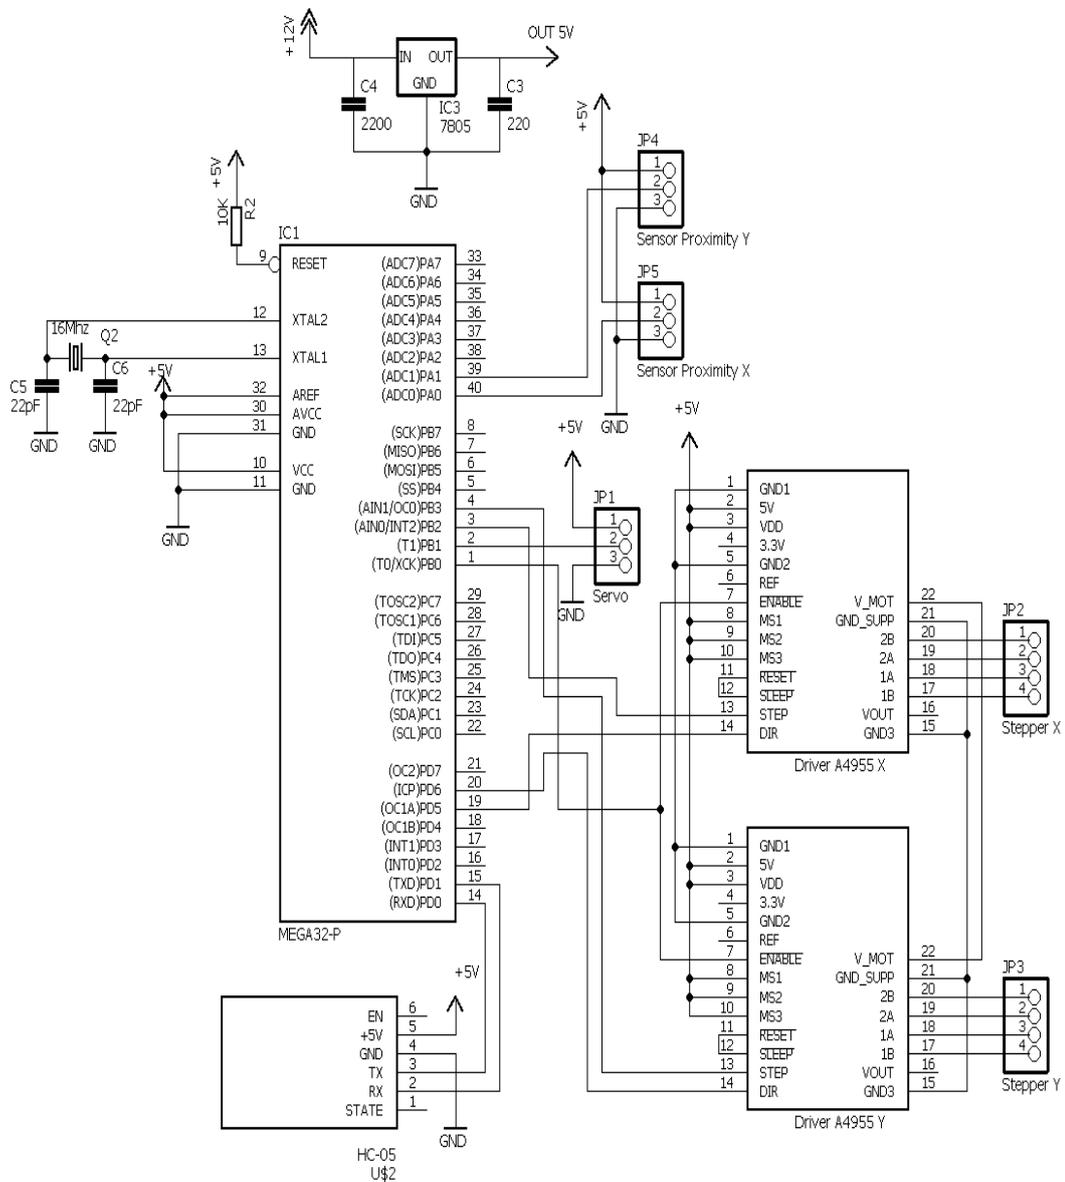 +12V
IN OUT
GND
IC3
7805
C4
2200
C3
220
OUT 5V
GND
+5V
JP4
1
2
3
Sensor Proximity Y
JP5
1
2
3
Sensor Proximity X
GND
+5V
10K
R2
IC1
9 RESET
12 XTAL2
13 XTAL1
32 AREF
30 AVCC
31 GND
10 VCC
11 GND
16Mhz
Q2
C5
22pF
C6
22pF
+5V
GND
GND
GND
(ADC7)PA7 33
(ADC6)PA6 34
(ADC5)PA5 35
(ADC4)PA4 36
(ADC3)PA3 37
(ADC2)PA2 38
(ADC1)PA1 39
(ADC0)PA0 40
(SCK)PB7 8
(MISO)PB6 7
(MOSI)PB5 6
(SS)PB4 5
(AIN1/OC0)PB3 4
(AIN0/INT2)PB2 3
(T1)PB1 2
(T0/XCK)PB0 1
(TOSC2)PC7 29
(TOSC1)PC6 28
(TDI)PC5 27
(TDO)PC4 26
(TMS)PC3 25
(TCK)PC2 24
(SDA)PC1 23
(SCL)PC0 22
(OC2)PD7 21
(ICP)PD6 20
(OC1A)PD5 19
(OC1B)PD4 18
(INT1)PD3 17
(INT0)PD2 16
(TXD)PD1 15
(RXD)PD0 14
MEGA32-P
+5V
JP1
1
2
3
Servo
GND
+5V
1 GND1
2 5V
3 VDD
4 3.3V
5 GND2
6 REF
7 ENABLE
8 MS1
9 MS2
10 MS3
11 RESET
12 SLEEP
13 STEP
14 DIR
V_MOT 22
GND_SUPP 21
2B 20
2A 19
1A 18
1B 17
VOUT 16
GND3 15
Driver A4955 X
JP2
1
2
3
4
Stepper X
1 GND1
2 5V
3 VDD
4 3.3V
5 GND2
6 REF
7 ENABLE
8 MS1
9 MS2
10 MS3
11 RESET
12 SLEEP
13 STEP
14 DIR
V_MOT 22
GND_SUPP 21
2B 20
2A 19
1A 18
1B 17
VOUT 16
GND3 15
Driver A4955 Y
JP3
1
2
3
4
Stepper Y
+5V
EN 6
+5V 5
GND 4
TX 3
RX 2
STATE 1
GND
HC-05
U$2